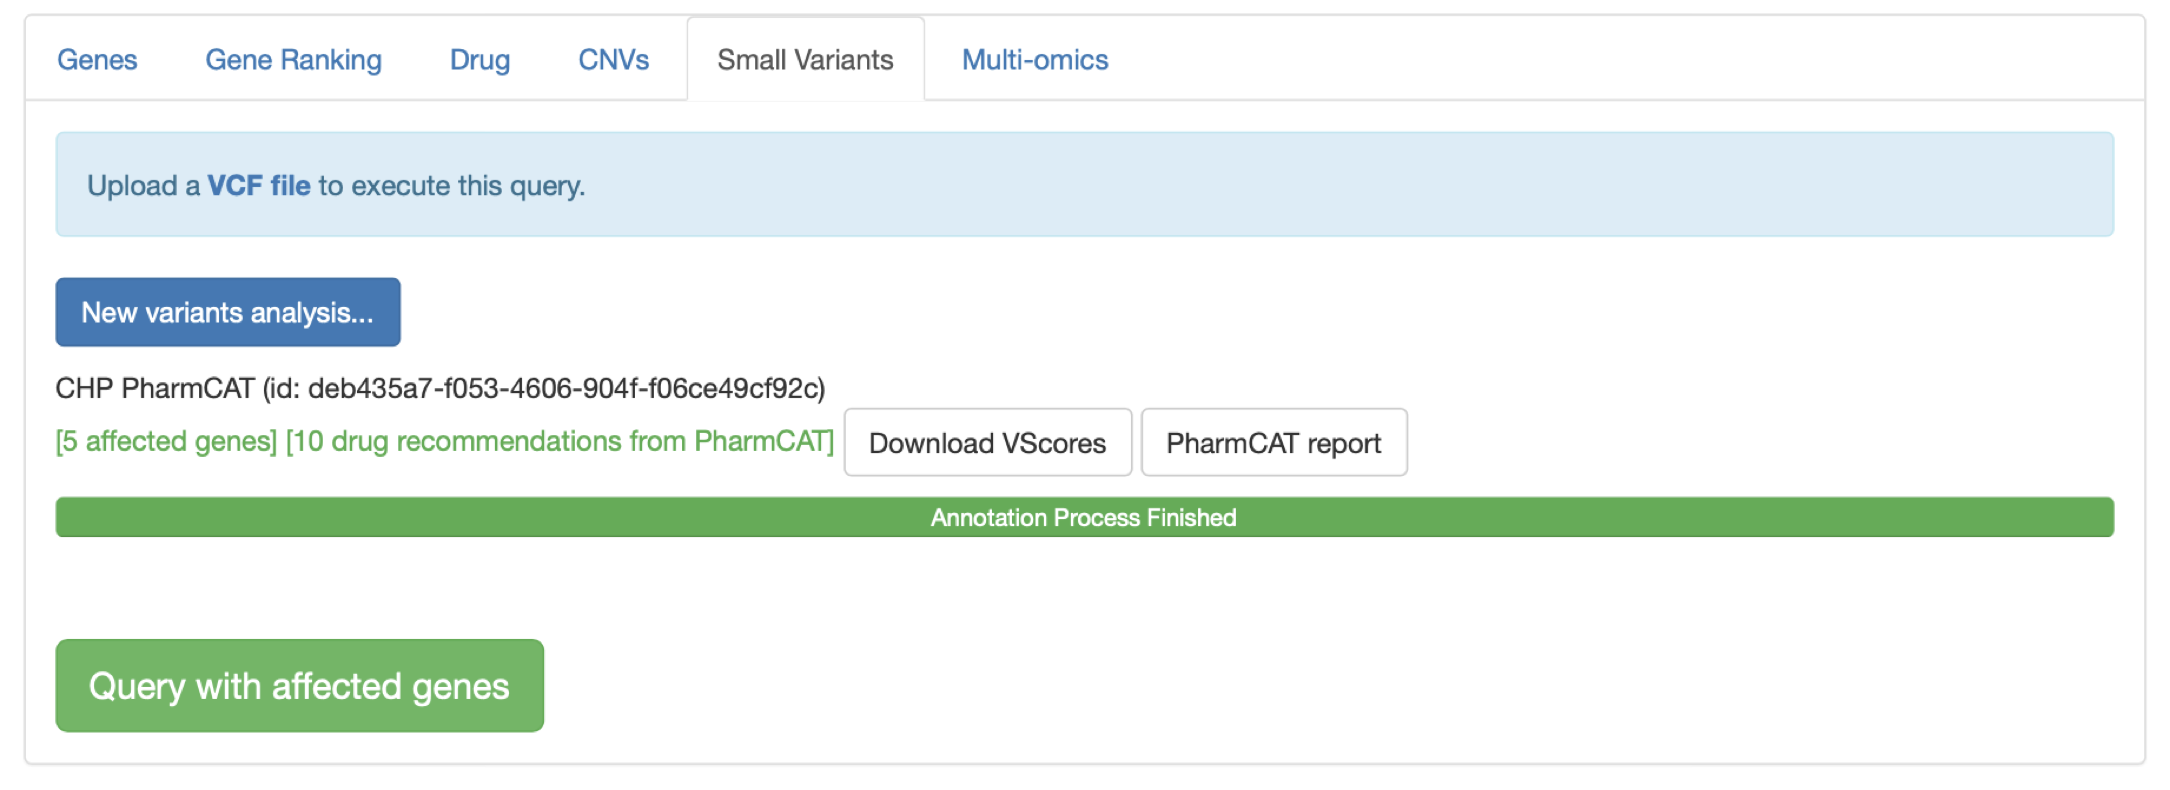 Genes Gene Ranking Drug CNVs Small Variants Multi-omics
Upload a VCF file to execute this query.
New variants analysis...
CHP PharmCAT (id: deb435a7-f053-4606-904f-f06ce49cf92c)
[5 affected genes] [10 drug recommendations from PharmCAT] Download VScores PharmCAT report
Annotation Process Finished
Query with affected genes